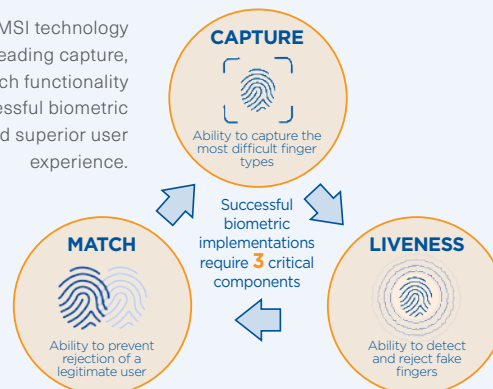 MSI technology
eading capture,
ch functionality
essful biometric
d superior user
experience.
CAPTURE
Ability to capture the
most difficult finger
types
Successful
biometric
implementations
require 3 critical
components
MATCH
Ability to prevent
rejection of a
legitimate user
LIVENESS
Ability to detect
and reject fake
fingers